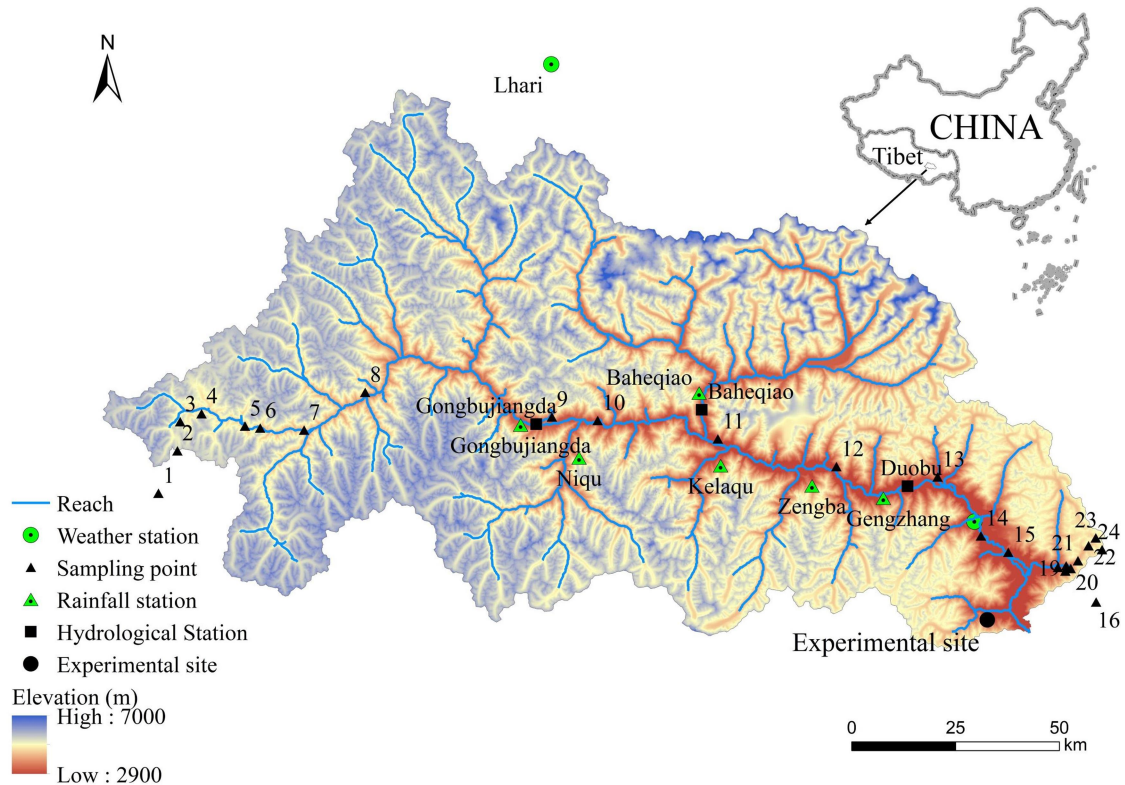 N
Lhari
CHINA
Tibet
Baheqiao
Baheqiao
8
3
4
5
6
7
2
1
Gongbujiangda
9
10
Gongbujiangda
Niqu
11
Kelaqu
12
Zengba
Duobu
13
Gengzhang
14
15
23
24
21
22
19
20
16
Experimental site
Reach
Weather station
Sampling point
Rainfall station
Hydrological Station
Experimental site
Elevation (m)
High : 7000
Low : 2900
0 25 50
km